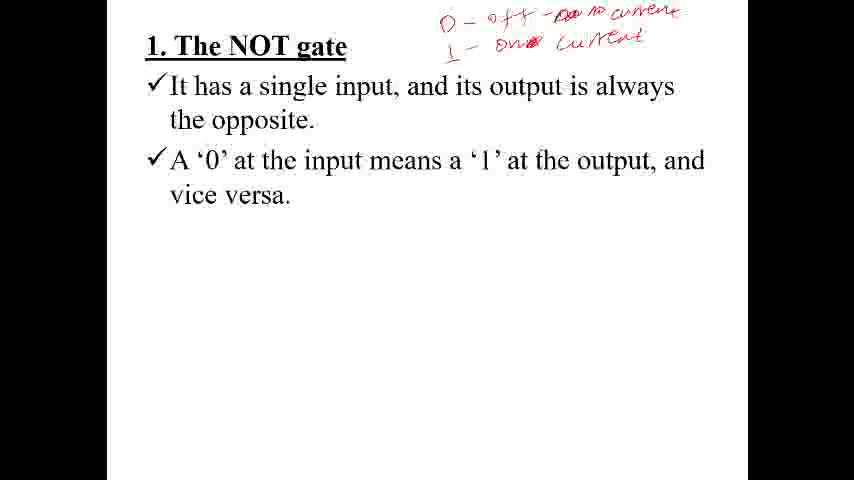 0 - off - no current
1 - on current
1. The NOT gate
✓It has a single input, and its output is always
the opposite.
✓A ‘0’ at the input means a ‘1’ at the output, and
vice versa.